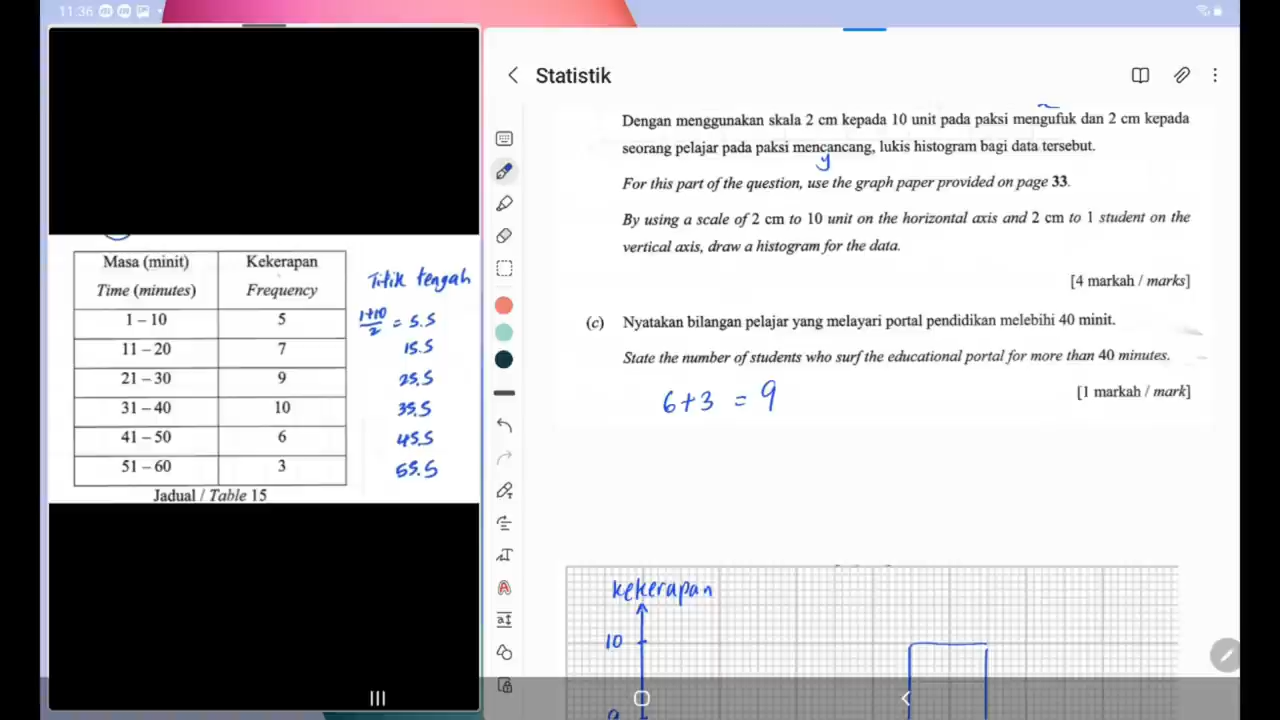 11:36
Statistik
Masa (minit)
Time (minutes)
Kekerapan
Frequency
Titik tengah
1 – 10
5
1+10/2 = 5.5
11 – 20
7
15.5
21 – 30
9
25.5
31 – 40
10
35.5
41 – 50
6
45.5
51 – 60
3
55.5
Jadual / Table 15
Dengan menggunakan skala 2 cm kepada 10 unit pada paksi mengufuk dan 2 cm kepada
seorang pelajar pada paksi mencancang, lukis histogram bagi data tersebut.
y
For this part of the question, use the graph paper provided on page 33.
By using a scale of 2 cm to 10 unit on the horizontal axis and 2 cm to 1 student on the
vertical axis, draw a histogram for the data.
[4 markah / marks]
(c) Nyatakan bilangan pelajar yang melayari portal pendidikan melebihi 40 minit.
State the number of students who surf the educational portal for more than 40 minutes.
[1 markah / mark]
6+3 = 9
kekerapan
10
9